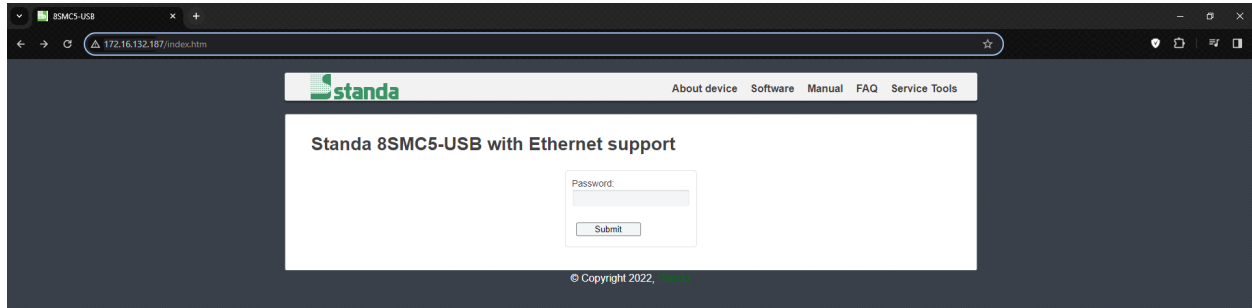 8SMC5-USB
172.16.132.187/index.htm
standa
About device Software Manual FAQ Service Tools
Standa 8SMC5-USB with Ethernet support
Password:
Submit
© Copyright 2022,